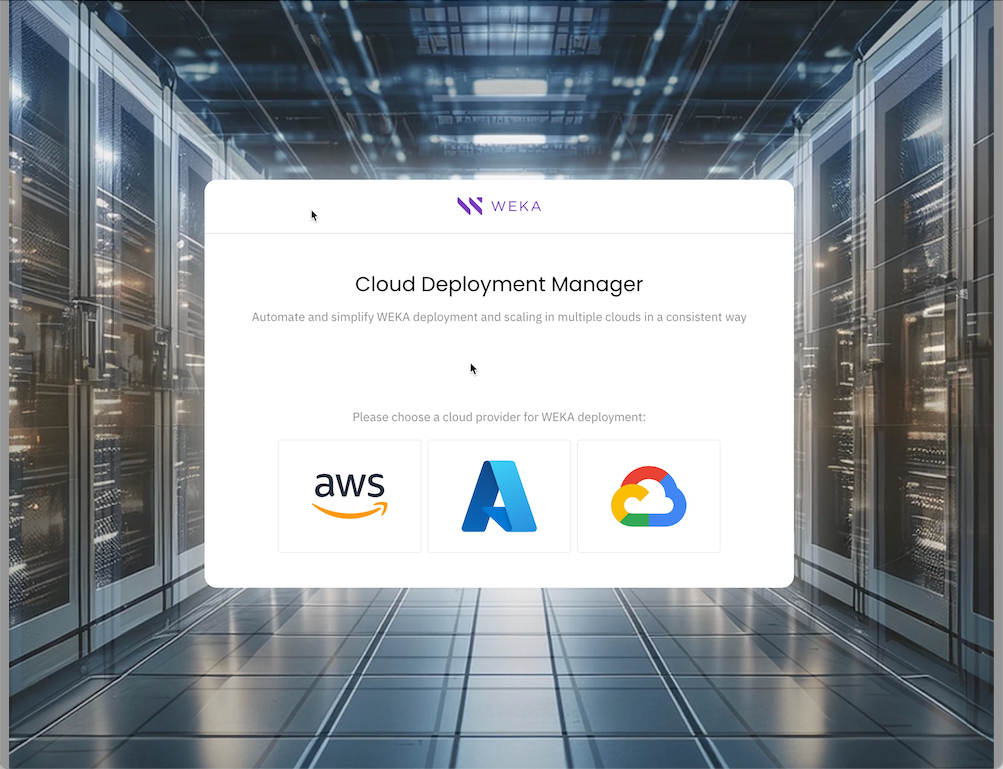 WEKA
Cloud Deployment Manager
Automate and simplify WEKA deployment and scaling in multiple clouds in a consistent way
Please choose a cloud provider for WEKA deployment:
aws